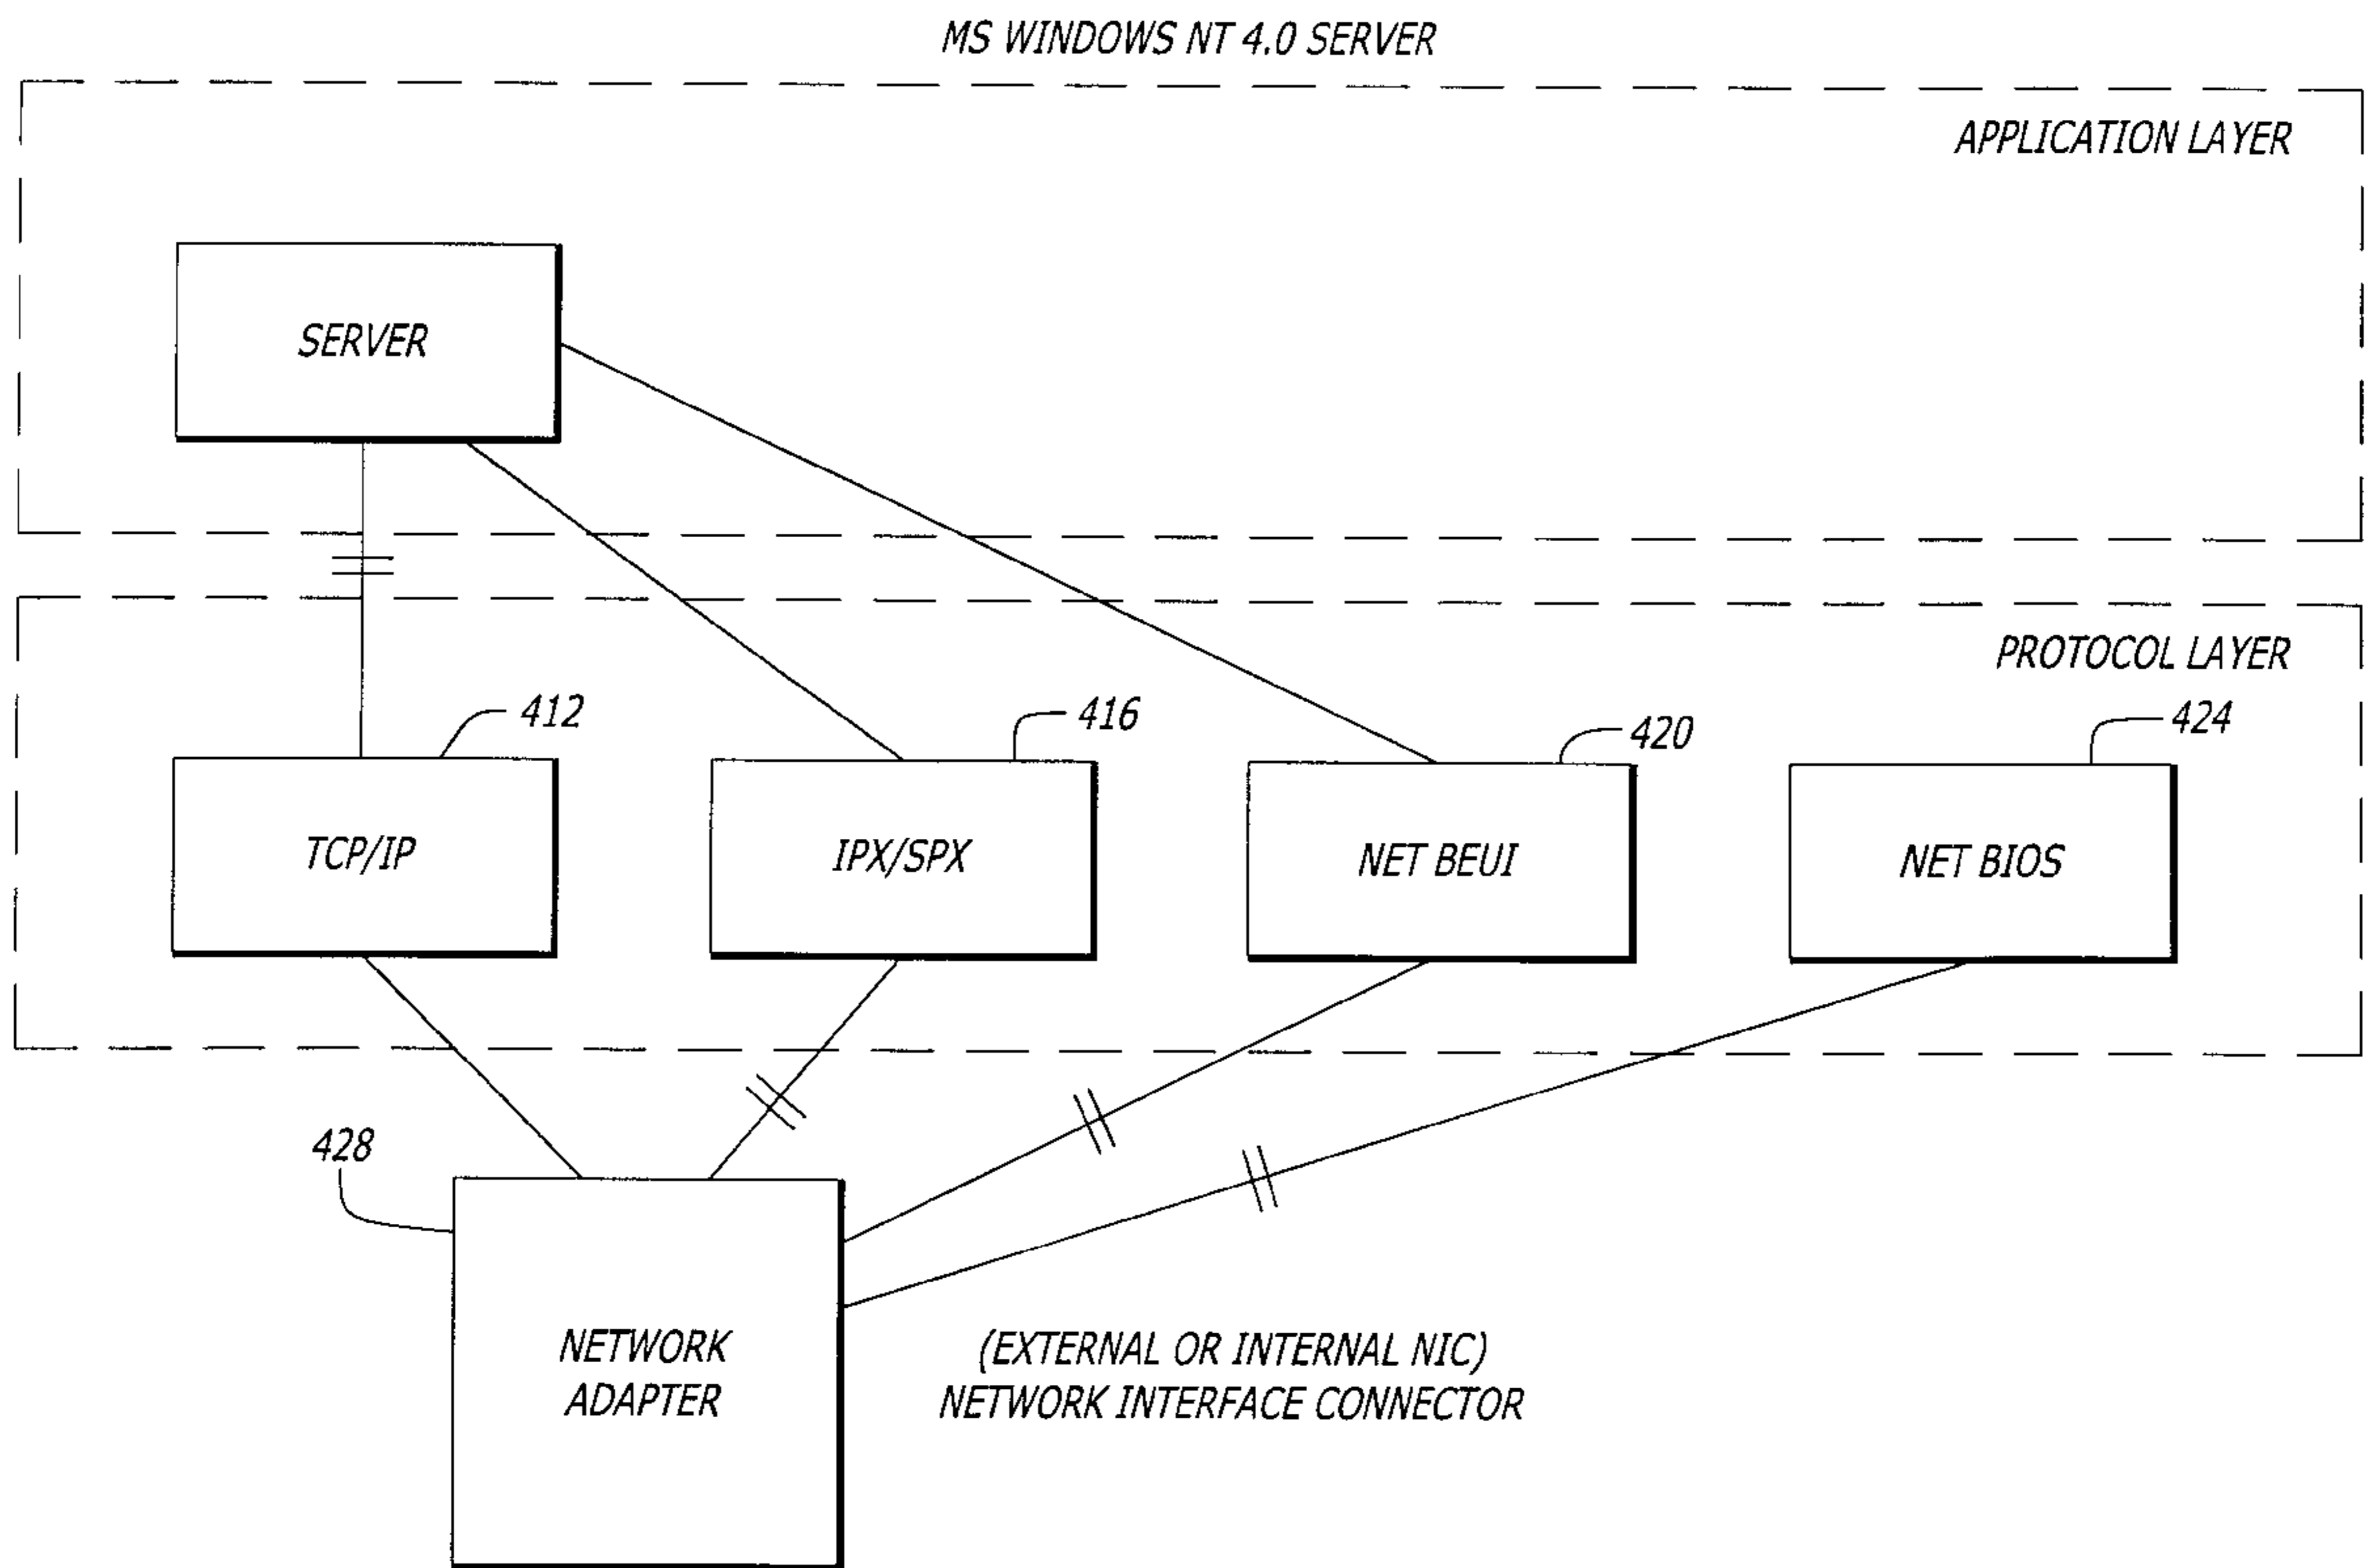 MS WINDOWS NT 4.0 SERVER
APPLICATION LAYER
SERVER
PROTOCOL LAYER
412
416
420
424
TCP/IP
IPX/SPX
NET BEUI
NET BIOS
428
NETWORK
ADAPTER
(EXTERNAL OR INTERNAL NIC)
NETWORK INTERFACE CONNECTOR